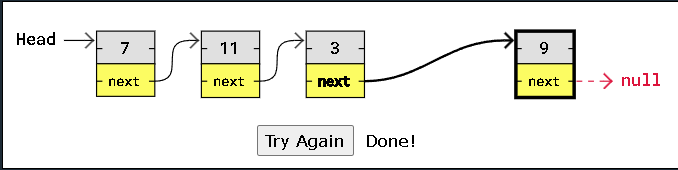 Head 7 11 3 9
next next next next null
Try Again Done!